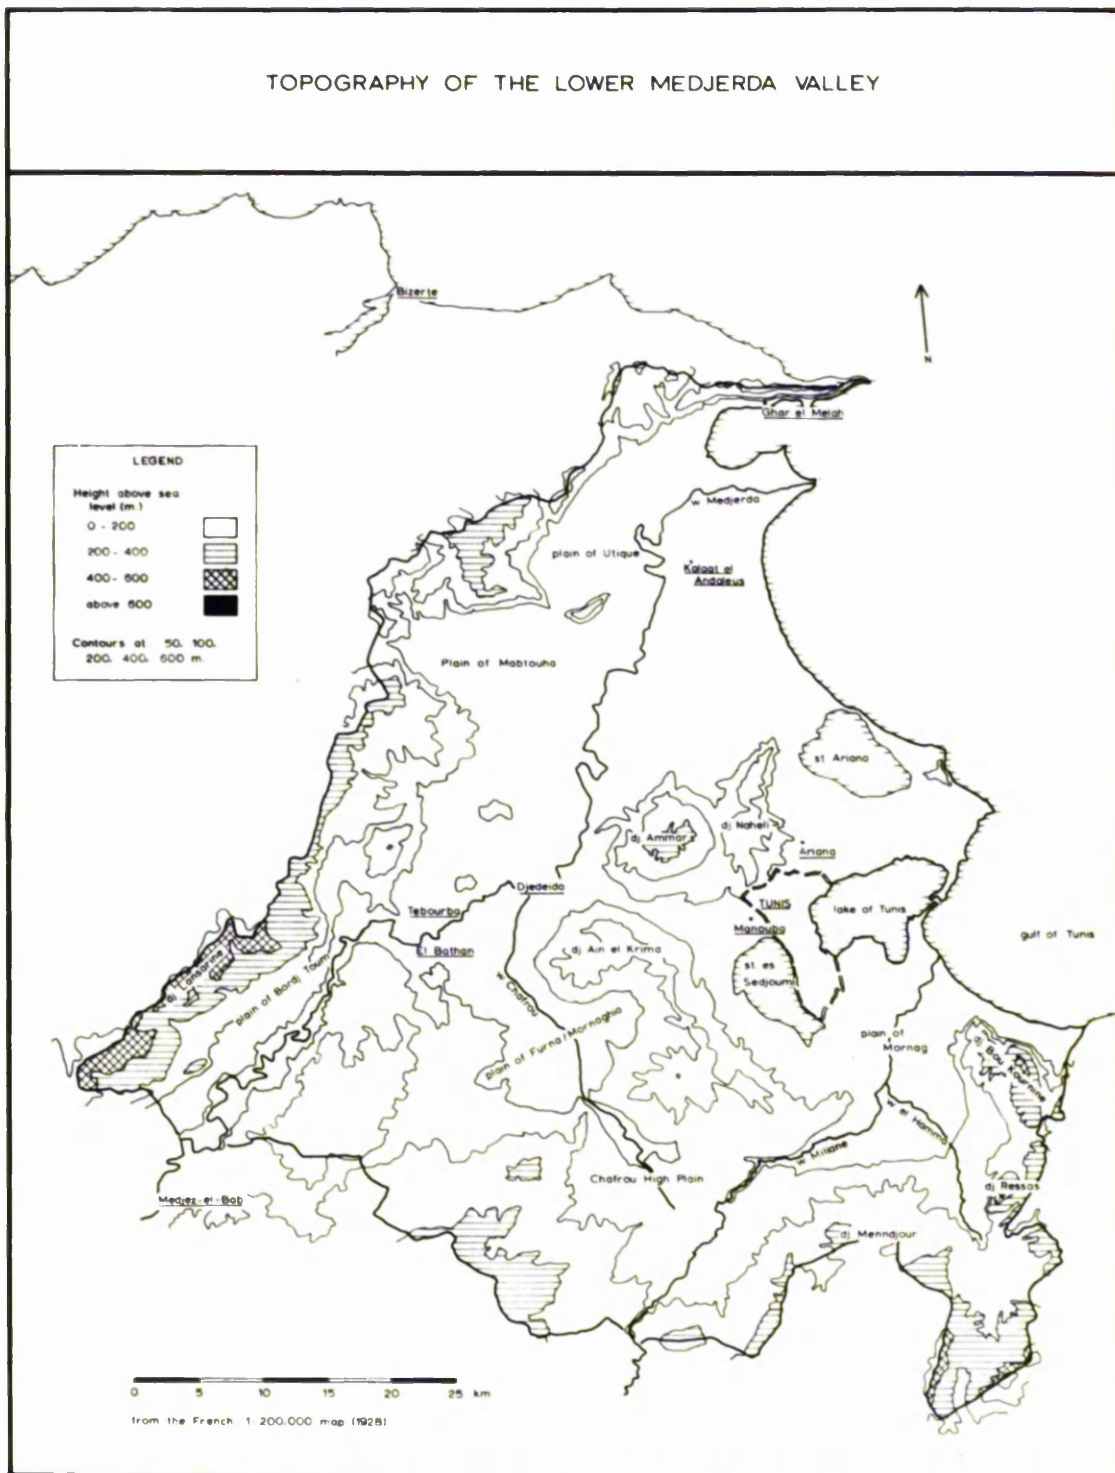 TOPOGRAPHY OF THE LOWER MEDJERDA VALLEY
Bizerte
N
Ghar el Melah
LEGEND
Height above sea
level (m.)
0 - 200
200 - 400
400 - 600
above 600
Contours at 50, 100,
200, 400, 600 m.
w Medjerda
plain of Utique
Kalaat el
Andaleus
Plain of Mabtouha
st Ariana
dj Ammar
dj Naheli
Ariana
Djedeida
Tebourba
TUNIS
lake of Tunis
Manouba
El Bathan
dj Ain el Krima
gulf of Tunis
st es
Sedjoumi
dj Lansarine
plain of Bordj Toum
w Chafrou
plain of Furna/Mornaghia
plain of
Mornag
dj Bou Kournine
w el Hamma
w Miliane
Chafrou High Plain
dj Ressas
Medjez-el-Bab
dj Menndjour
0 5 10 15 20 25 km
from the French 1:200,000 map (1928)